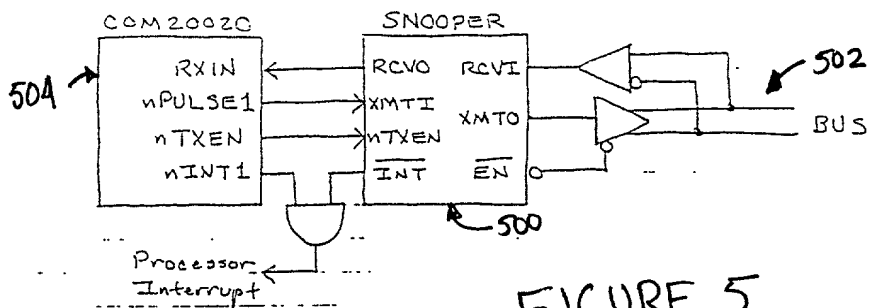 COM20020
SNOOPER
504
RXIN
RCVO
RCVI
502
nPULSE1
XMTI
XMTO
BUS
nTXEN
nTXEN
nINT1
INT
EN
500
Processor
Interrupt
FIGURE 5